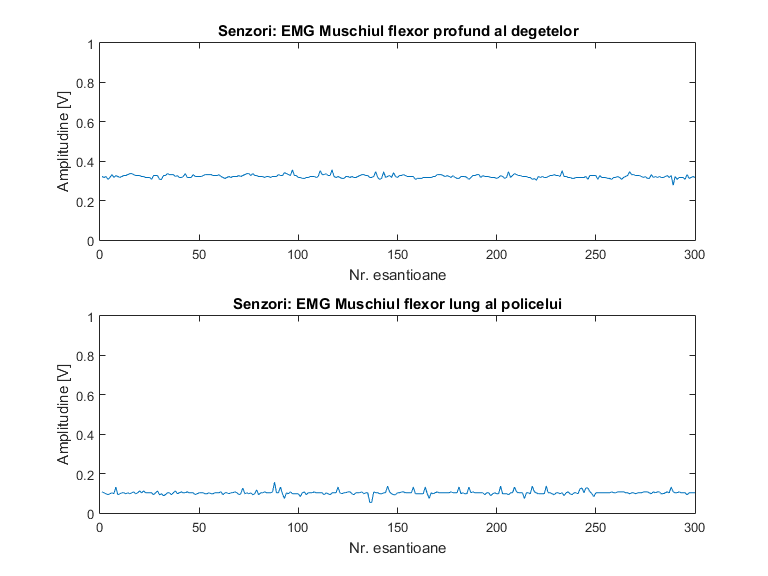 Senzori: EMG Muschiul flexor profund al degetelor
1
0.8
0.6
0.4
0.2
0
Amplitudine [V]
0 50 100 150 200 250 300
Nr. esantioane
Senzori: EMG Muschiul flexor lung al policelui
1
0.8
0.6
0.4
0.2
0
Amplitudine [V]
0 50 100 150 200 250 300
Nr. esantioane